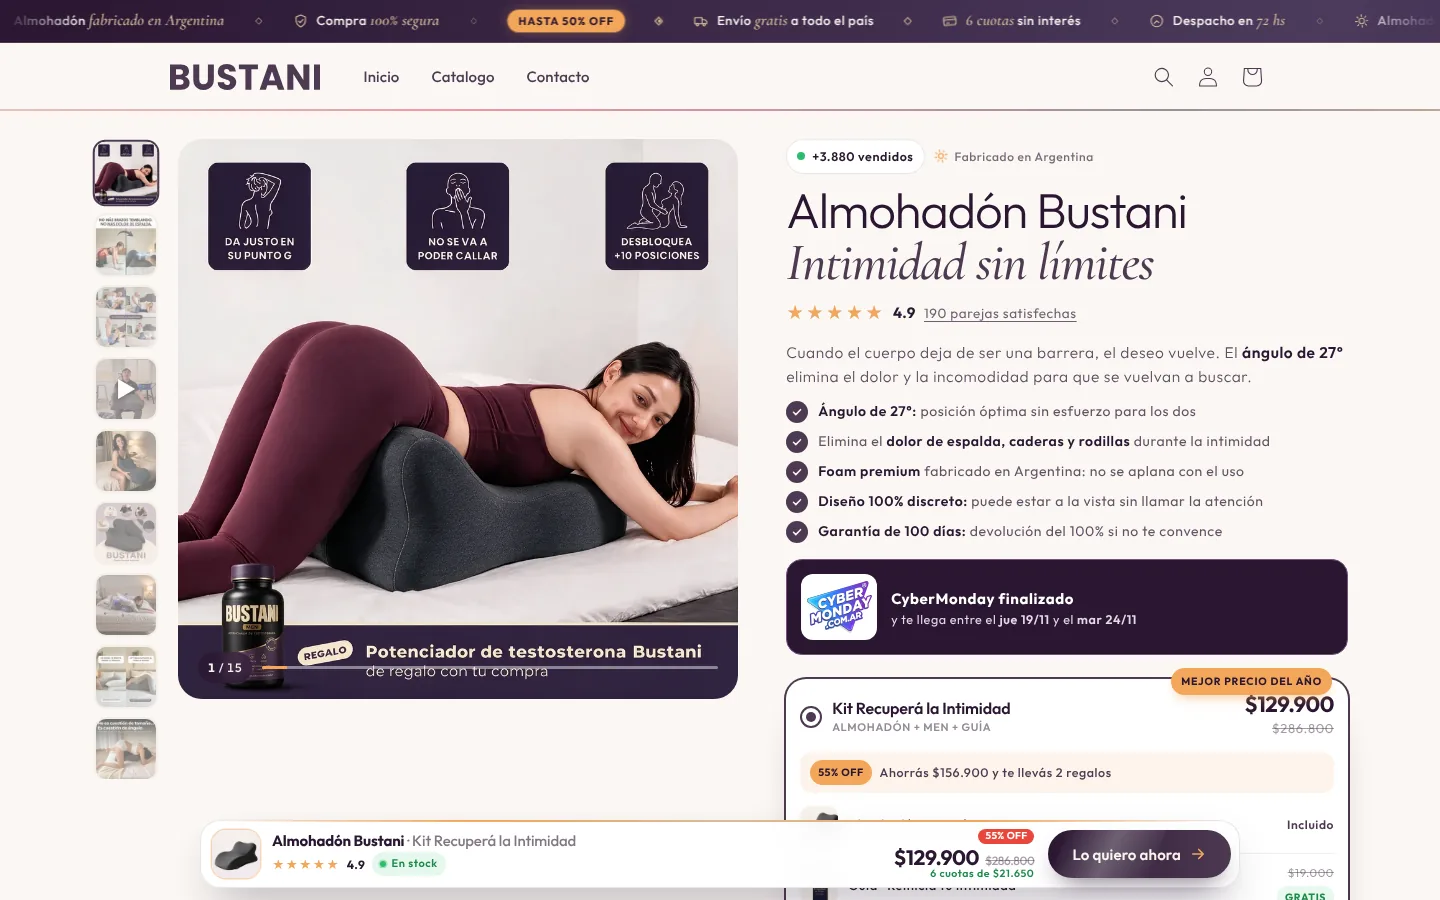 Almohadón fabricado en Argentina
Compra 100% segura
HASTA 50% OFF
Envío gratis a todo el país
6 cuotas sin interés
Despacho en 72 hs
BUSTANI
Inicio
Catalogo
Contacto
DA JUSTO EN
SU PUNTO G
NO SE VA A
PODER CALLAR
DESBLOQUEA
+10 POSICIONES
BUSTANI
MEN
REGALO
Potenciador de testosterona Bustani
de regalo con tu compra
1 / 15
+3.880 vendidos
Fabricado en Argentina
Almohadón Bustani
Intimidad sin límites
★★★★★ 4.9 190 parejas satisfechas
Cuando el cuerpo deja de ser una barrera, el deseo vuelve. El ángulo de 27°
elimina el dolor y la incomodidad para que se vuelvan a buscar.
Ángulo de 27°: posición óptima sin esfuerzo para los dos
Elimina el dolor de espalda, caderas y rodillas durante la intimidad
Foam premium fabricado en Argentina: no se aplana con el uso
Diseño 100% discreto: puede estar a la vista sin llamar la atención
Garantía de 100 días: devolución del 100% si no te convence
CYBER
MONDAY
.COM.AR
CyberMonday finalizado
y te llega entre el jue 19/11 y el mar 24/11
MEJOR PRECIO DEL AÑO
Kit Recuperá la Intimidad
$129.900
ALMOHADÓN + MEN + GUÍA
$286.800
55% OFF
Ahorrás $156.900 y te llevás 2 regalos
Incluido
$19.000
GRATIS
Almohadón Bustani · Kit Recuperá la Intimidad
★★★★★ 4.9 En stock
55% OFF
$129.900 $286.800
6 cuotas de $21.650
Lo quiero ahora →